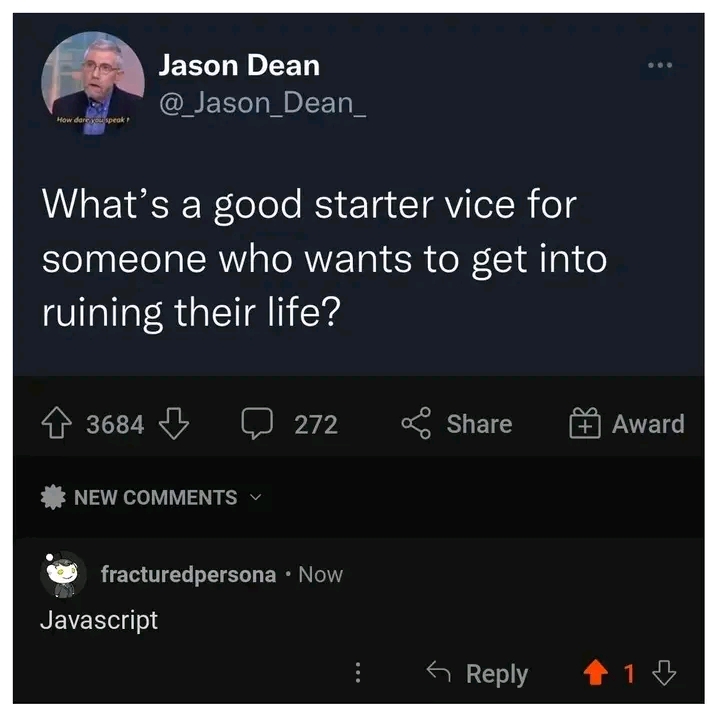 Jason Dean
@_Jason_Dean_
How dare you speak !
What's a good starter vice for
someone who wants to get into
ruining their life?
3684
272
Share
Award
NEW COMMENTS
fracturedpersona • Now
Javascript
Reply
1